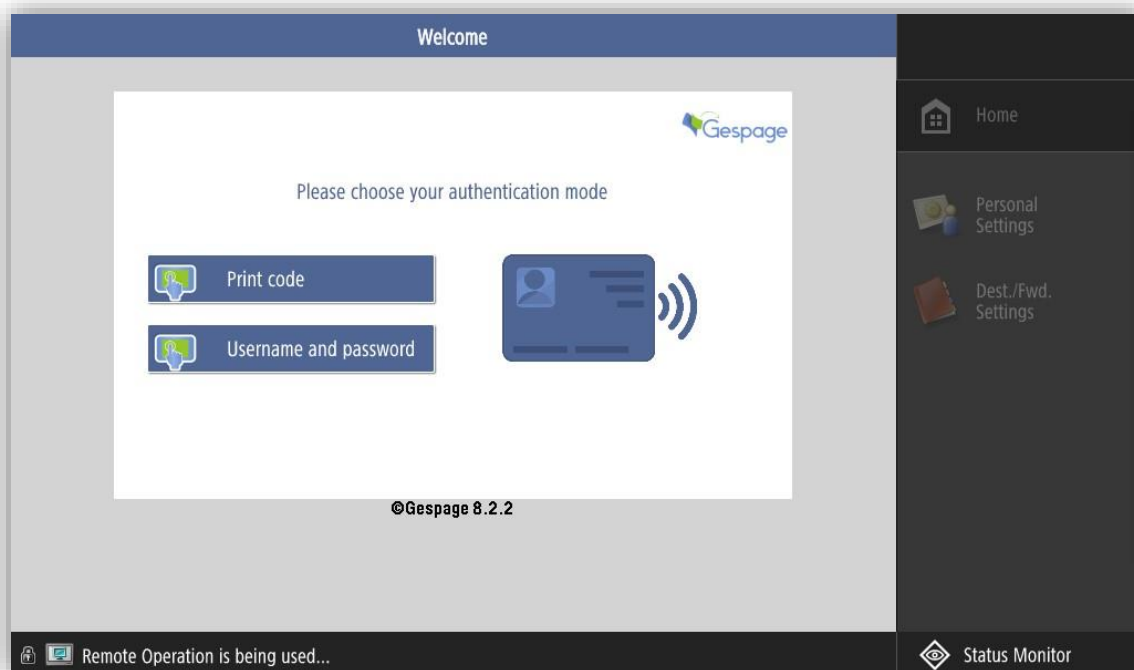 Welcome
Gespage
Please choose your authentication mode
Print code
Username and password
©Gespage 8.2.2
Home
Personal
Settings
Dest./Fwd.
Settings
Remote Operation is being used...
Status Monitor